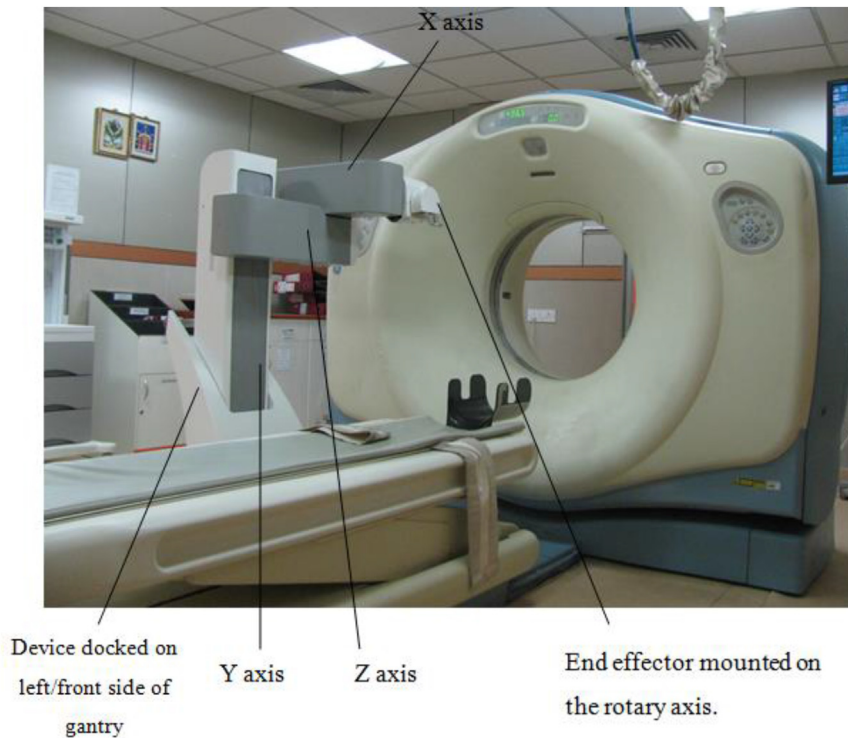 X axis
Device docked on
left/front side of
gantry
Y axis
Z axis
End effector mounted on
the rotary axis.